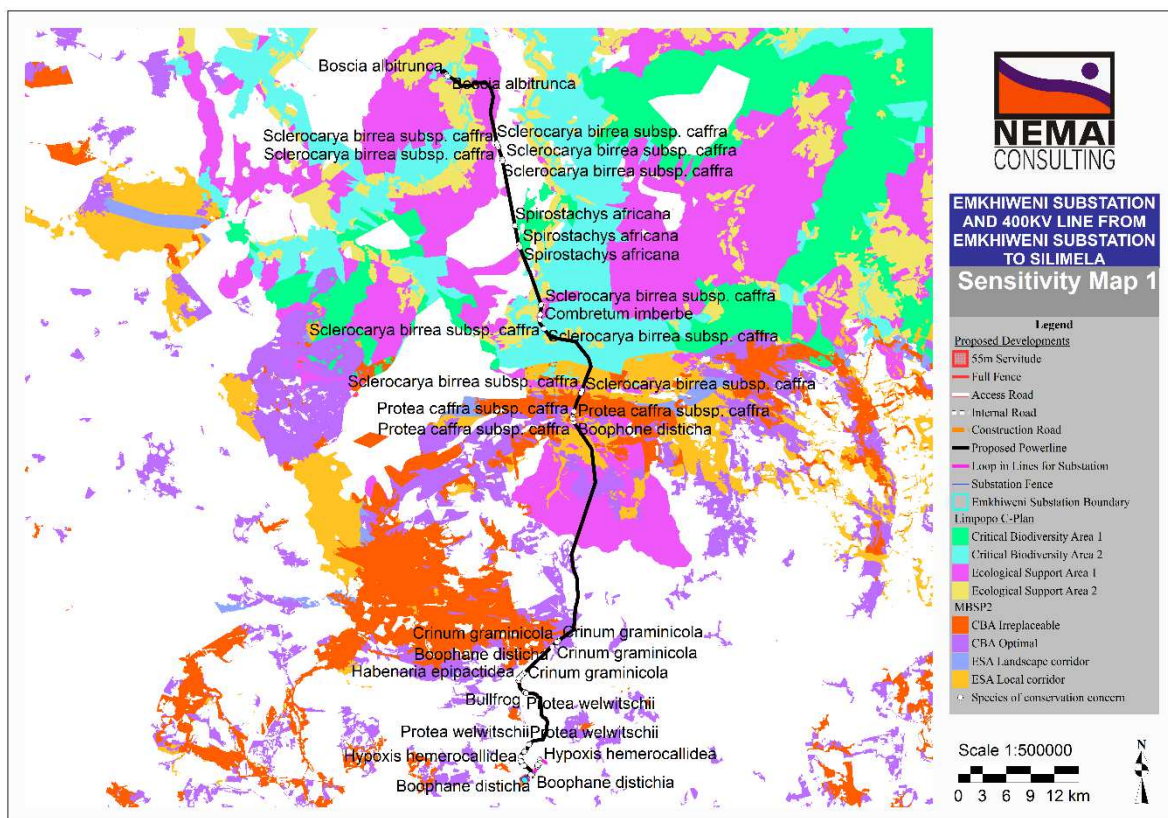 Boscia albitrunca
Boscia albitrunca
Sclerocarya birrea subsp. caffra
Sclerocarya birrea subsp. caffra
Sclerocarya birrea subsp. caffra
Sclerocarya birrea subsp. caffra
Sclerocarya birrea subsp. caffra
Spirostachys africana
Spirostachys africana
Spirostachys africana
Sclerocarya birrea subsp. caffra
Combretum imberbe
Sclerocarya birrea subsp. caffra
Sclerocarya birrea subsp. caffra
Sclerocarya birrea subsp. caffra
Sclerocarya birrea subsp. caffra
Protea caffra subsp. caffra
Protea caffra subsp. caffra
Protea caffra subsp. caffra
Boophone disticha
Crinum graminicola
Crinum graminicola
Boophane disticha
Crinum graminicola
Habenaria epipactidea
Crinum graminicola
Bullfrog
Protea welwitschii
Protea welwitschii
Protea welwitschii
Hypoxis hemerocallidea
Hypoxis hemerocallidea
Boophane disticha
Boophane distichia
NEMAI
CONSULTING
EMKHIWENI SUBSTATION
AND 400KV LINE FROM
EMKHIWENI SUBSTATION
TO SILIMELA
Sensitivity Map 1
Legend
Proposed Developments
55m Servitude
Full Fence
Access Road
Internal Road
Construction Road
Proposed Powerline
Loop in Lines for Substation
Substation Fence
Emkhiweni Substation Boundary
Limpopo C-Plan
Critical Biodiversity Area 1
Critical Biodiversity Area 2
Ecological Support Area 1
Ecological Support Area 2
MBSP2
CBA Irreplaceable
CBA Optimal
ESA Landscape corridor
ESA Local corridor
Species of conservation concern
Scale 1:500000
N
0 3 6 9 12 km